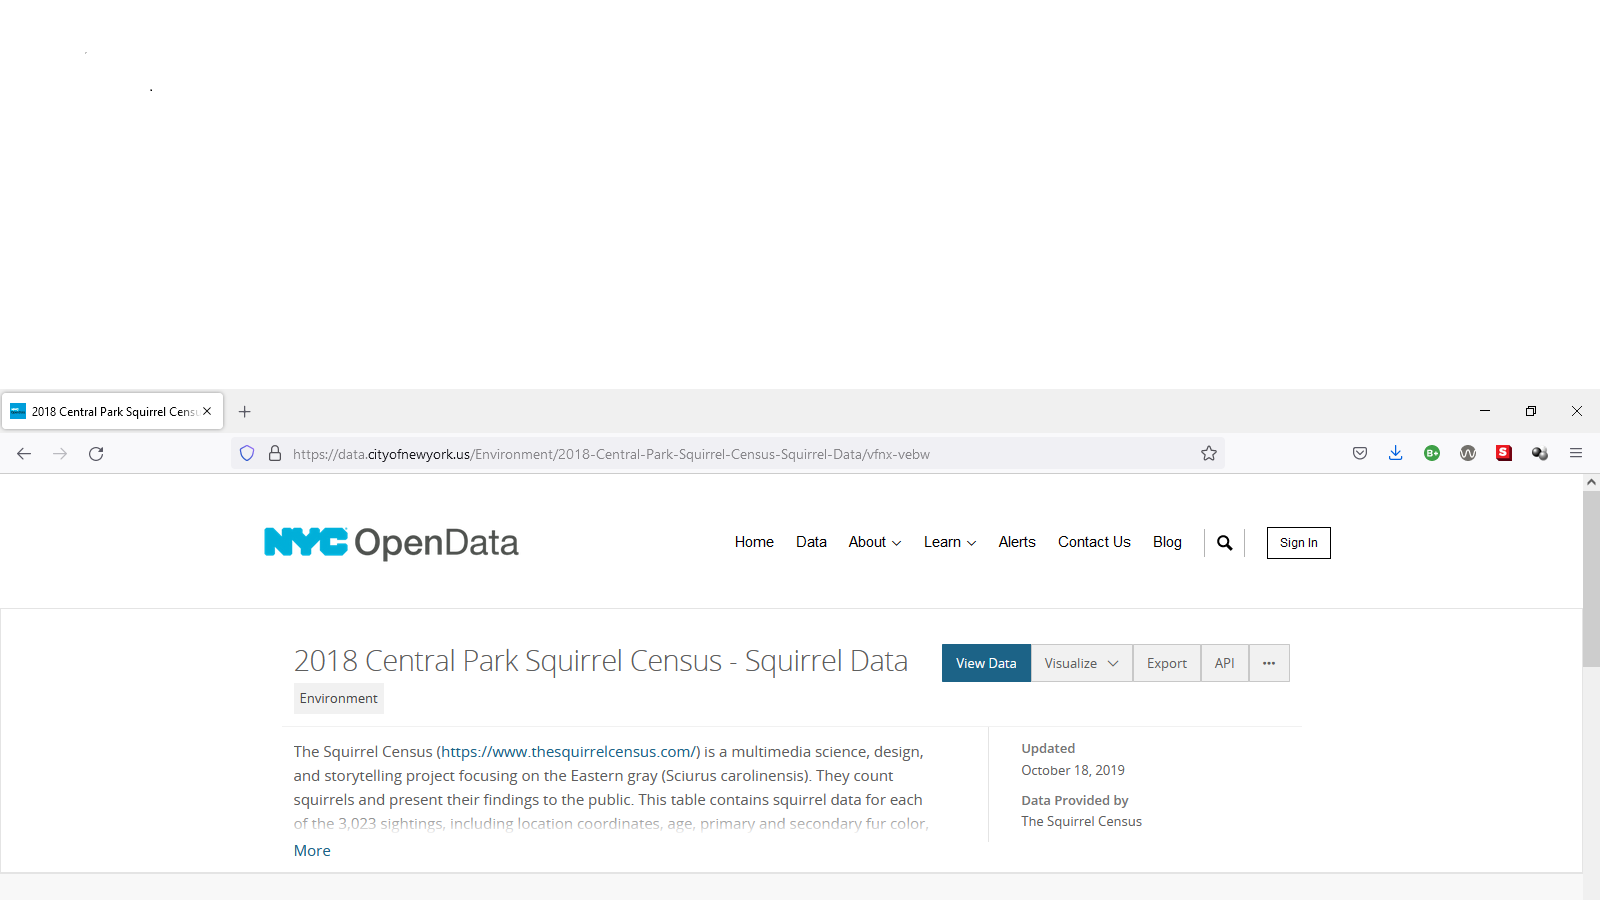 2018 Central Park Squirrel Censu
https://data.cityofnewyork.us/Environment/2018-Central-Park-Squirrel-Census-Squirrel-Data/vfnx-vebw
NYC OpenData
Home Data About Learn Alerts Contact Us Blog Sign In
2018 Central Park Squirrel Census - Squirrel Data
View Data Visualize Export API
Environment
The Squirrel Census (https://www.thesquirrelcensus.com/) is a multimedia science, design,
and storytelling project focusing on the Eastern gray (Sciurus carolinensis). They count
squirrels and present their findings to the public. This table contains squirrel data for each
of the 3,023 sightings, including location coordinates, age, primary and secondary fur color,
More
Updated
October 18, 2019
Data Provided by
The Squirrel Census